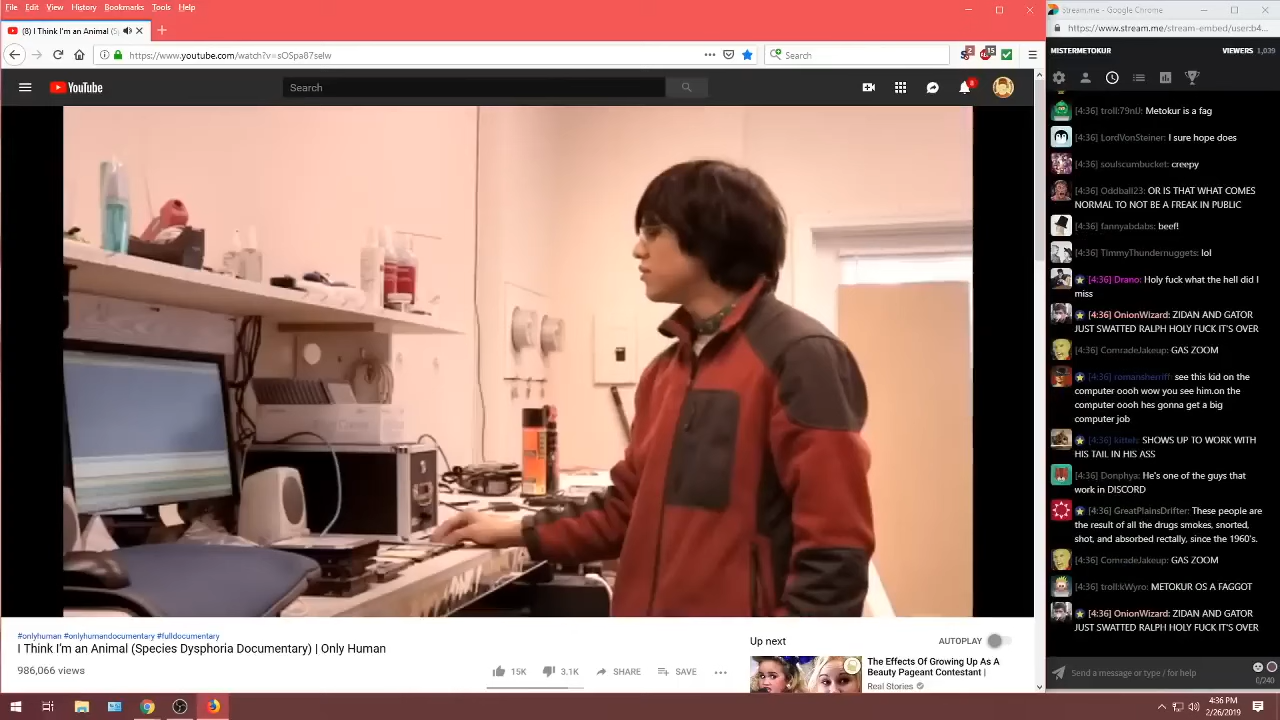 File Edit View History Bookmarks Tools Help
(8) I Think I'm an Animal (S
https://www.youtube.com/watch?v=sOSpa87selw
Search
2
15
YouTube
Search
8
#onlyhuman #onlyhumandocumentary #fulldocumentary
I Think I'm an Animal (Species Dysphoria Documentary) | Only Human
986,066 views
15K
3.1K
SHARE
SAVE
Up next
AUTOPLAY
The Effects Of Growing Up As A
Beauty Pageant Contestant |
Real Stories
Stream.me - Google Chrome
https://www.stream.me/stream-embed/user:b4...
MISTERMETOKUR
VIEWERS 1,039
[4:36] troll:79nIJ: Metokur is a fag
[4:36] LordVonSteiner: I sure hope does
[4:36] soulscumbucket: creepy
[4:36] Oddball23: OR IS THAT WHAT COMES
NORMAL TO NOT BE A FREAK IN PUBLIC
[4:36] fannyabdabs: beef!
[4:36] TimmyThundernuggets: lol
[4:36] Drano: Holy fuck what the hell did I
miss
[4:36] OnionWizard: ZIDAN AND GATOR
JUST SWATTED RALPH HOLY FUCK IT'S OVER
[4:36] ComradeJakeup: GAS ZOOM
[4:36] romansherriff: see this kid on the
computer oooh wow you see him.on the
computer ooh hes gonna get a big
computer job
[4:36] kitteh: SHOWS UP TO WORK WITH
HIS TAIL IN HIS ASS
[4:36] Donphya: He's one of the guys that
work in DISCORD
[4:36] GreatPlainsDrifter: These people are
the result of all the drugs smokes, snorted,
shot, and absorbed rectally, since the 1960's.
[4:36] ComradeJakeup: GAS ZOOM
[4:36] troll:kWyro: METOKUR OS A FAGGOT
[4:36] OnionWizard: ZIDAN AND GATOR
JUST SWATTED RALPH HOLY FUCK IT'S OVER
Send a message or type / for help
0/240
4:36 PM
2/26/2019